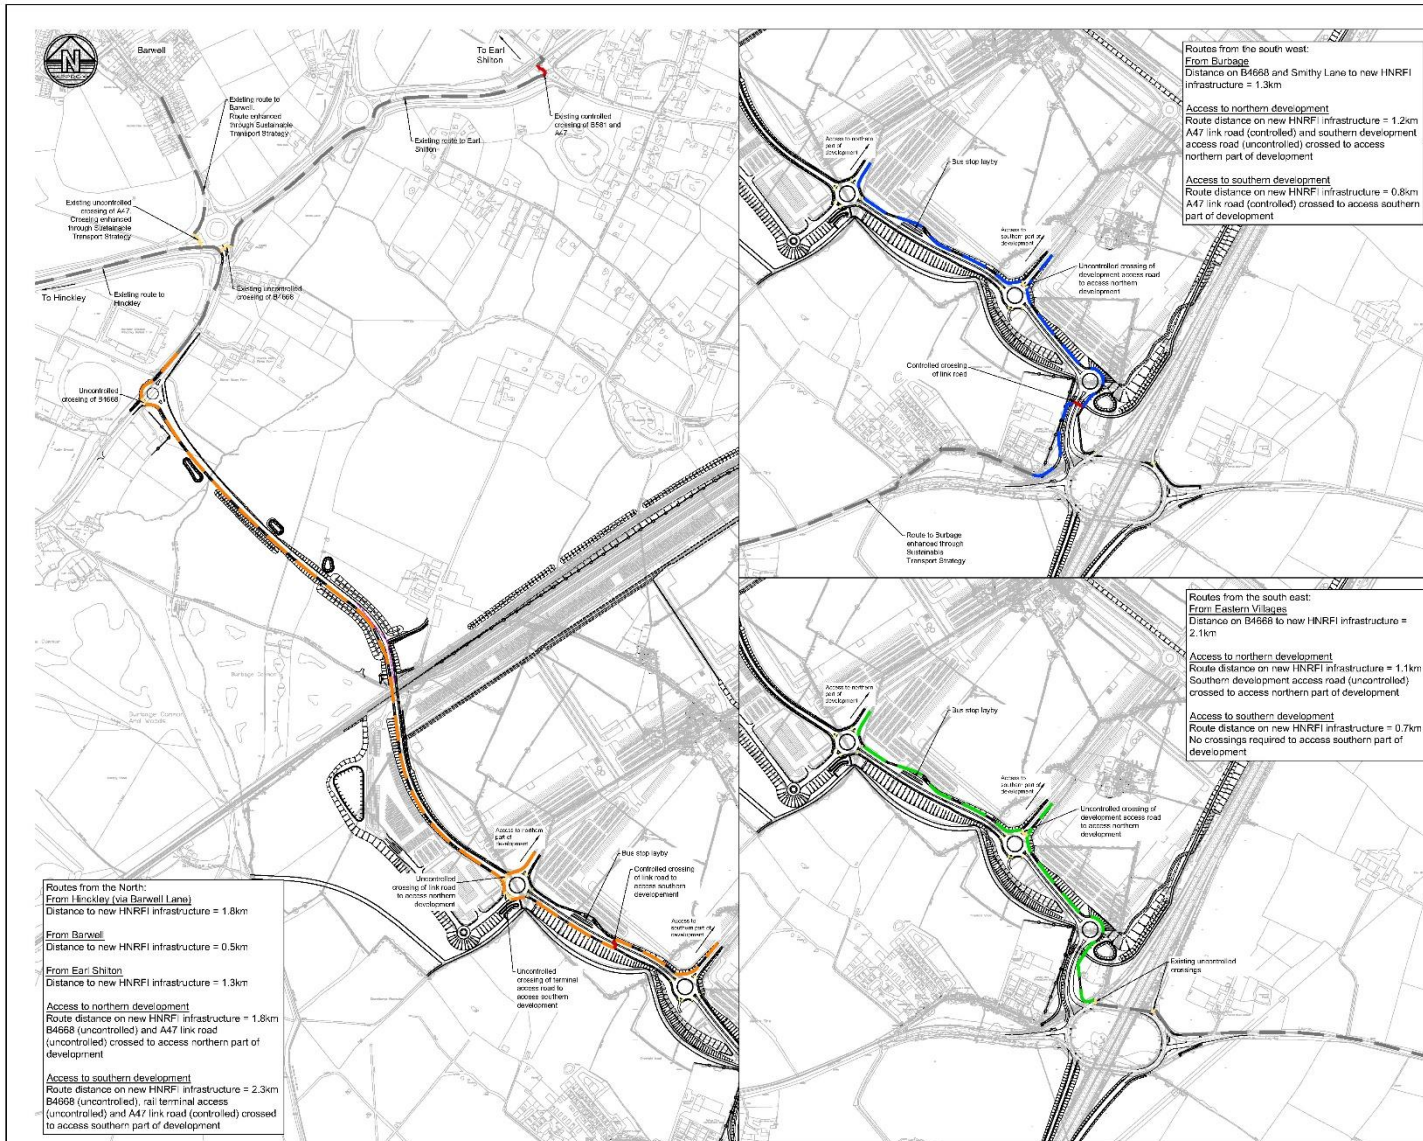 Barwell
To Earl
Shilton
Existing route to
Barwell.
Route enhanced
through Sustainable
Transport Strategy
Existing controlled
crossing of B581 and
A47
Existing route to Earl
Shilton
Existing uncontrolled
crossing of A47.
Crossing enhanced
through Sustainable
Transport Strategy
Existing uncontrolled
crossing of B4668
To Hinckley
Existing route to
Hinckley
Uncontrolled
crossing of B4668
Burbage Common
Burbage Common
And Woods
Access to northern
part of
development
Bus stop layby
Controlled crossing
of link road to
access southern
developement
Uncontrolled
crossing of link road
to access northern
development
Access to
southern part of
development
Uncontrolled
crossing of terminal
access road to
access southern
development
Routes from the North:
From Hinckley (via Barwell Lane)
Distance to new HNRFI infrastructure = 1.8km
From Barwell
Distance to new HNRFI infrastructure = 0.5km
From Earl Shilton
Distance to new HNRFI infrastructure = 1.3km
Access to northern development
Route distance on new HNRFI infrastructure = 1.8km
B4668 (uncontrolled) and A47 link road
(uncontrolled) crossed to access northern part of
development
Access to southern development
Route distance on new HNRFI infrastructure = 2.3km
B4668 (uncontrolled), rail terminal access
(uncontrolled) and A47 link road (controlled) crossed
to access southern part of development
Routes from the south west:
From Burbage
Distance on B4668 and Smithy Lane to new HNRFI
infrastructure = 1.3km
Access to northern development
Route distance on new HNRFI infrastructure = 1.2km
A47 link road (controlled) and southern development
access road (uncontrolled) crossed to access
northern part of development
Access to southern development
Route distance on new HNRFI infrastructure = 0.8km
A47 link road (controlled) crossed to access southern
part of development
Access to northern
part of
development
Bus stop layby
Access to
southern part of
development
Uncontrolled crossing of
development access road
to access northern
development
Controlled crossing
of link road
Route to Burbage
enhanced through
Sustainable
Transport Strategy
Routes from the south east:
From Eastern Villages
Distance on B4668 to new HNRFI infrastructure =
2.1km
Access to northern development
Route distance on new HNRFI infrastructure = 1.1km
Southern development access road (uncontrolled)
crossed to access northern part of development
Access to southern development
Route distance on new HNRFI infrastructure = 0.7km
No crossings required to access southern part of
development
Access to northern
part of
development
Bus stop layby
Access to
southern part of
development
Uncontrolled crossing of
development access road
to access northern
development
Existing uncontrolled
crossings